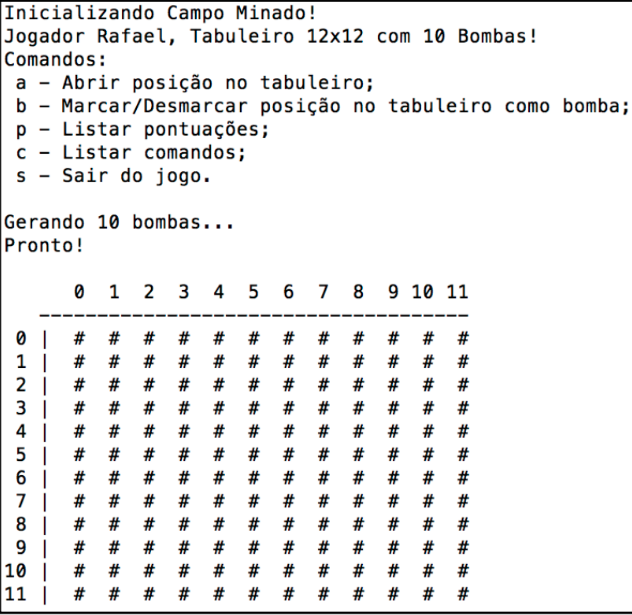 Inicializando Campo Minado!
Jogador Rafael, Tabuleiro 12x12 com 10 Bombas!
Comandos:
 a – Abrir posição no tabuleiro;
 b – Marcar/Desmarcar posição no tabuleiro como bomba;
 p – Listar pontuações;
 c – Listar comandos;
 s – Sair do jogo.

Gerando 10 bombas...
Pronto!

      0  1  2  3  4  5  6  7  8  9 10 11
   -------------------------------------
 0 |  #  #  #  #  #  #  #  #  #  #  #  #
 1 |  #  #  #  #  #  #  #  #  #  #  #  #
 2 |  #  #  #  #  #  #  #  #  #  #  #  #
 3 |  #  #  #  #  #  #  #  #  #  #  #  #
 4 |  #  #  #  #  #  #  #  #  #  #  #  #
 5 |  #  #  #  #  #  #  #  #  #  #  #  #
 6 |  #  #  #  #  #  #  #  #  #  #  #  #
 7 |  #  #  #  #  #  #  #  #  #  #  #  #
 8 |  #  #  #  #  #  #  #  #  #  #  #  #
 9 |  #  #  #  #  #  #  #  #  #  #  #  #
10 |  #  #  #  #  #  #  #  #  #  #  #  #
11 |  #  #  #  #  #  #  #  #  #  #  #  #